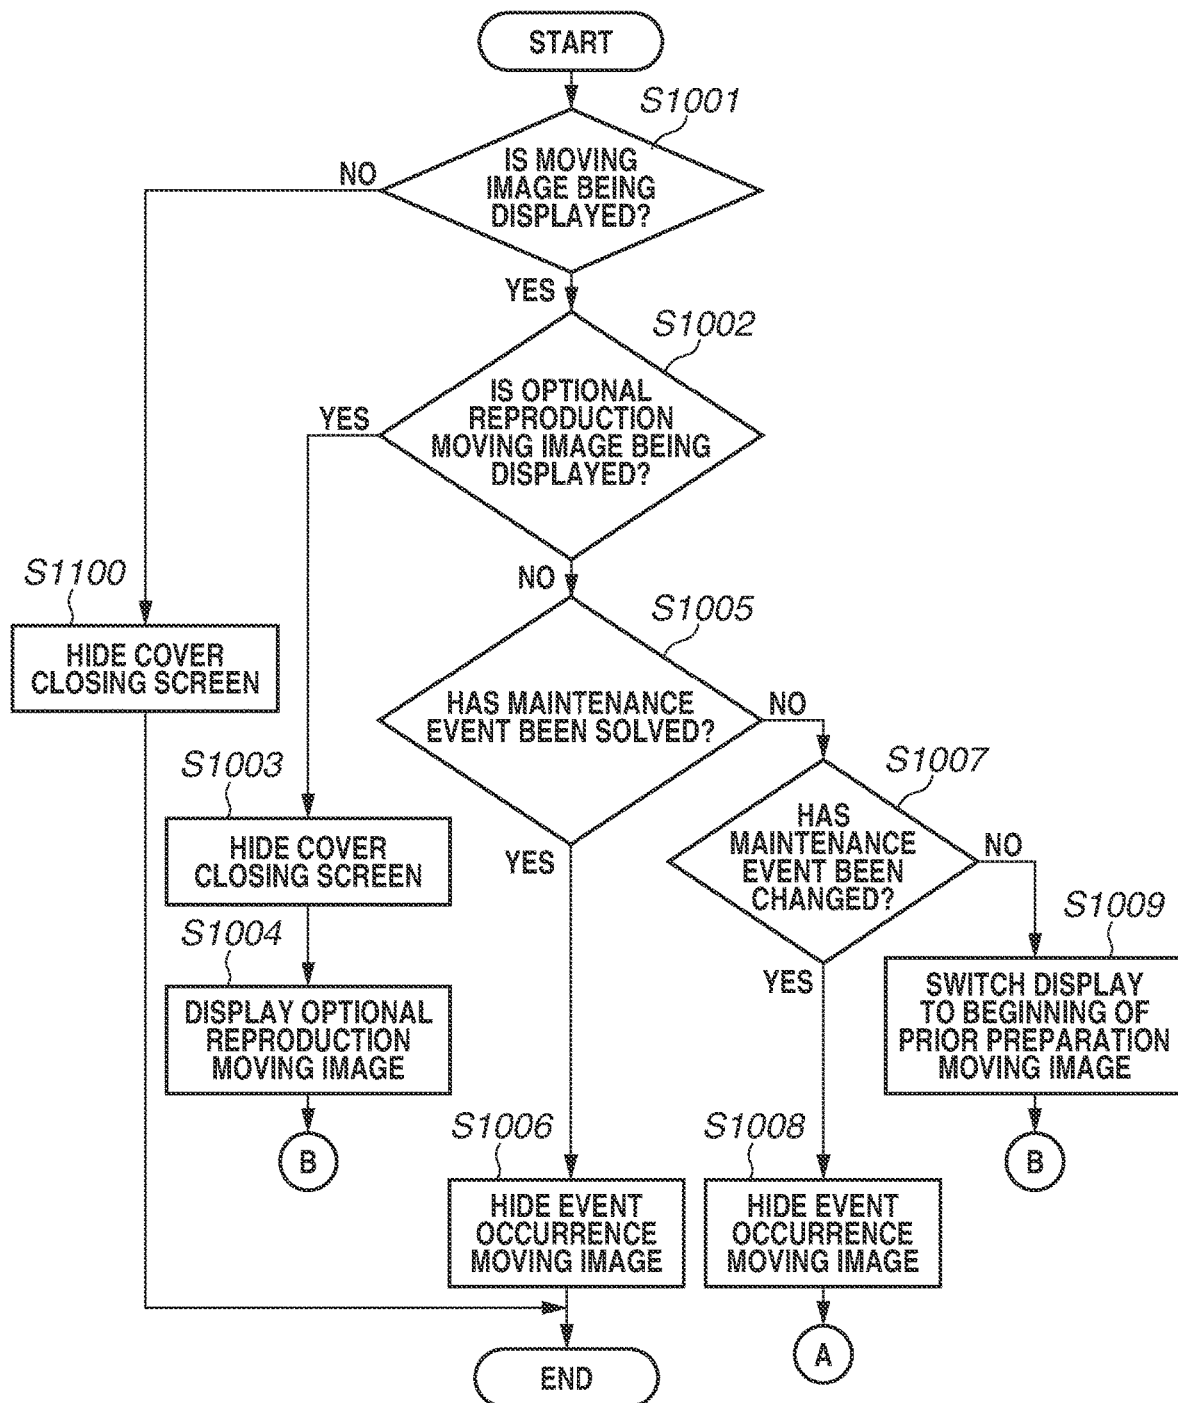 START
S1001
IS MOVING
IMAGE BEING
DISPLAYED?
NO
YES
S1002
IS OPTIONAL
REPRODUCTION
MOVING IMAGE BEING
DISPLAYED?
YES
NO
S1100
HIDE COVER
CLOSING SCREEN
S1005
HAS MAINTENANCE
EVENT BEEN SOLVED?
NO
YES
S1003
HIDE COVER
CLOSING SCREEN
S1007
HAS
MAINTENANCE
EVENT BEEN
CHANGED?
NO
YES
S1004
DISPLAY OPTIONAL
REPRODUCTION
MOVING IMAGE
B
S1009
SWITCH DISPLAY
TO BEGINNING OF
PRIOR PREPARATION
MOVING IMAGE
B
S1006
HIDE EVENT
OCCURRENCE
MOVING IMAGE
S1008
HIDE EVENT
OCCURRENCE
MOVING IMAGE
A
END